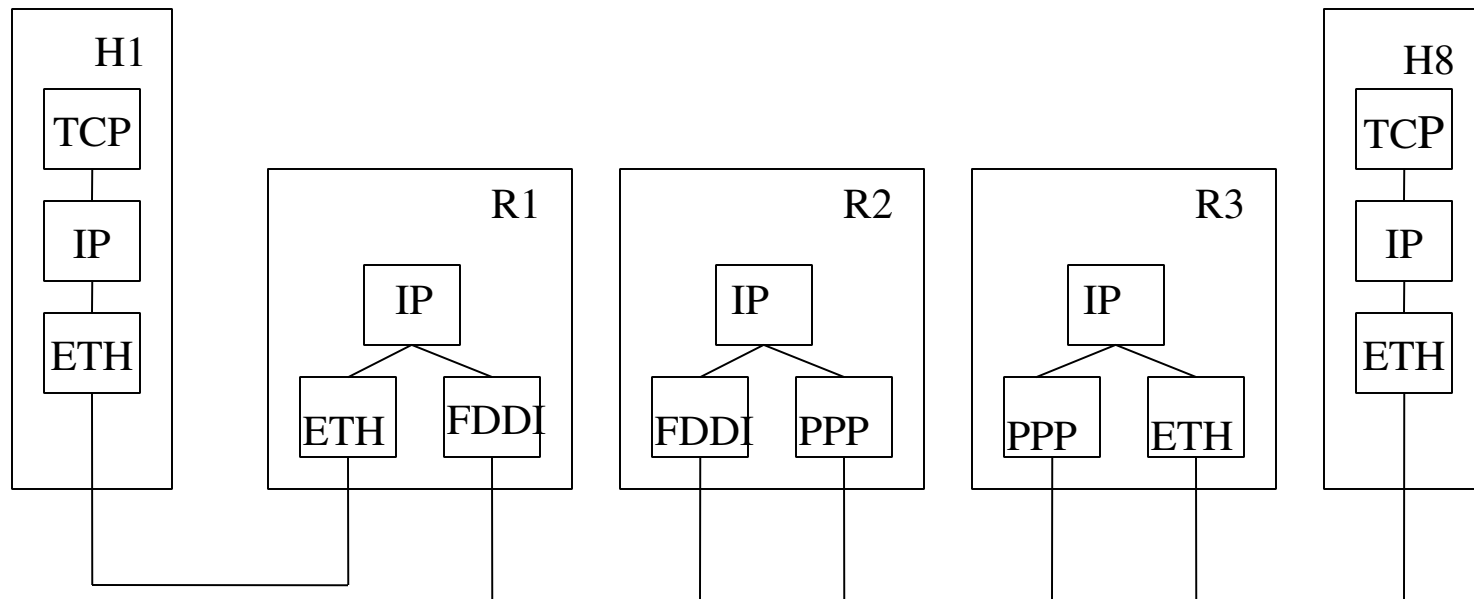 H1
TCP
IP
ETH
R1
IP
ETH
FDDI
R2
IP
FDDI
PPP
R3
IP
PPP
ETH
H8
TCP
IP
ETH